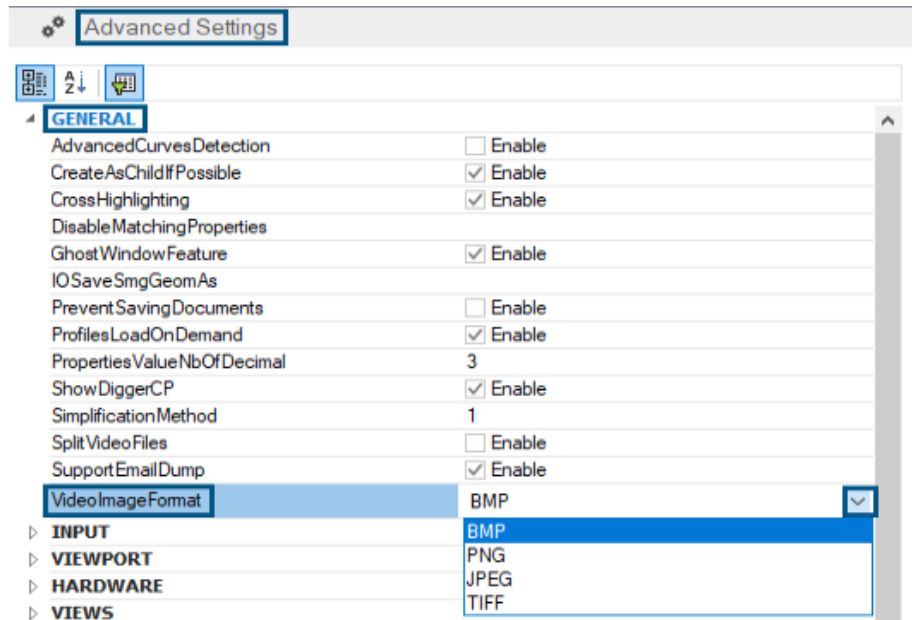 Advanced Settings
GENERAL
AdvancedCurvesDetection Enable
CreateAsChildIfPossible Enable
CrossHighlighting Enable
DisableMatchingProperties
GhostWindowFeature Enable
IOSaveSmgGeomAs
PreventSavingDocuments Enable
ProfilesLoadOnDemand Enable
PropertiesValueNbOfDecimal 3
ShowDiggerCP Enable
SimplificationMethod 1
SplitVideoFiles Enable
SupportEmailDump Enable
VideoImageFormat BMP
INPUT BMP
VIEWPORT PNG
HARDWARE JPEG
VIEWS TIFF